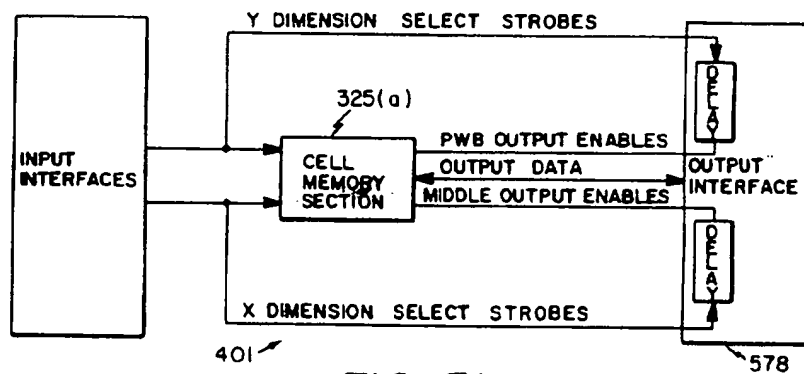 Y DIMENSION SELECT STROBES
DELAY
325(a)
INPUT
INTERFACES
CELL
MEMORY
SECTION
PWB OUTPUT ENABLES
OUTPUT DATA
OUTPUT
INTERFACE
MIDDLE OUTPUT ENABLES
DELAY
X DIMENSION SELECT STROBES
401
578